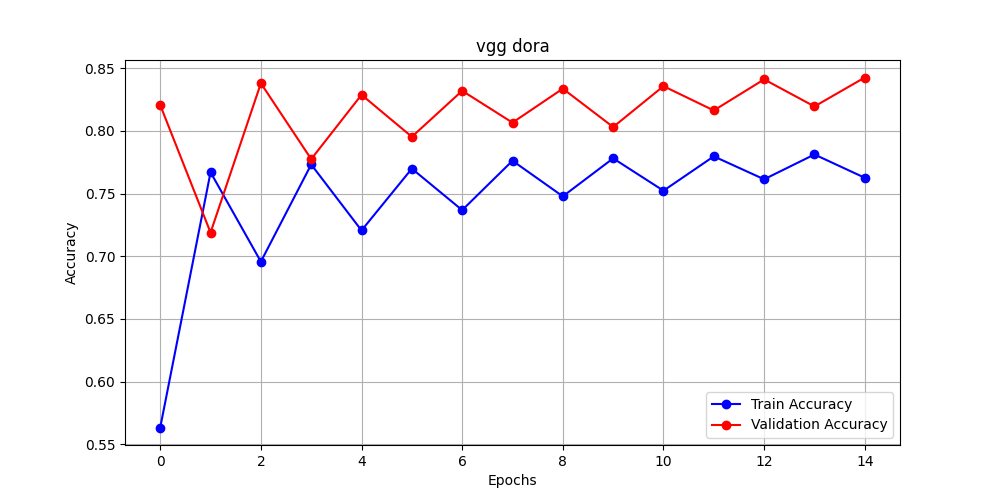 vgg dora
0.85
0.80
0.75
0.70
0.65
0.60
0.55
Accuracy
Train Accuracy
Validation Accuracy
0 2 4 6 8 10 12 14
Epochs